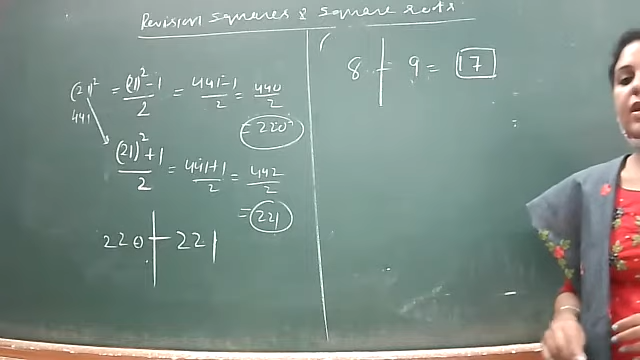 Revision squares & square roots.
(21)² = (21)² - 1 / 2 = 441 - 1 / 2 = 440 / 2
441
= 220
(21)² + 1 / 2 = 441 + 1 / 2 = 442 / 2
= 221
220 + 221
8 + 9 = 17